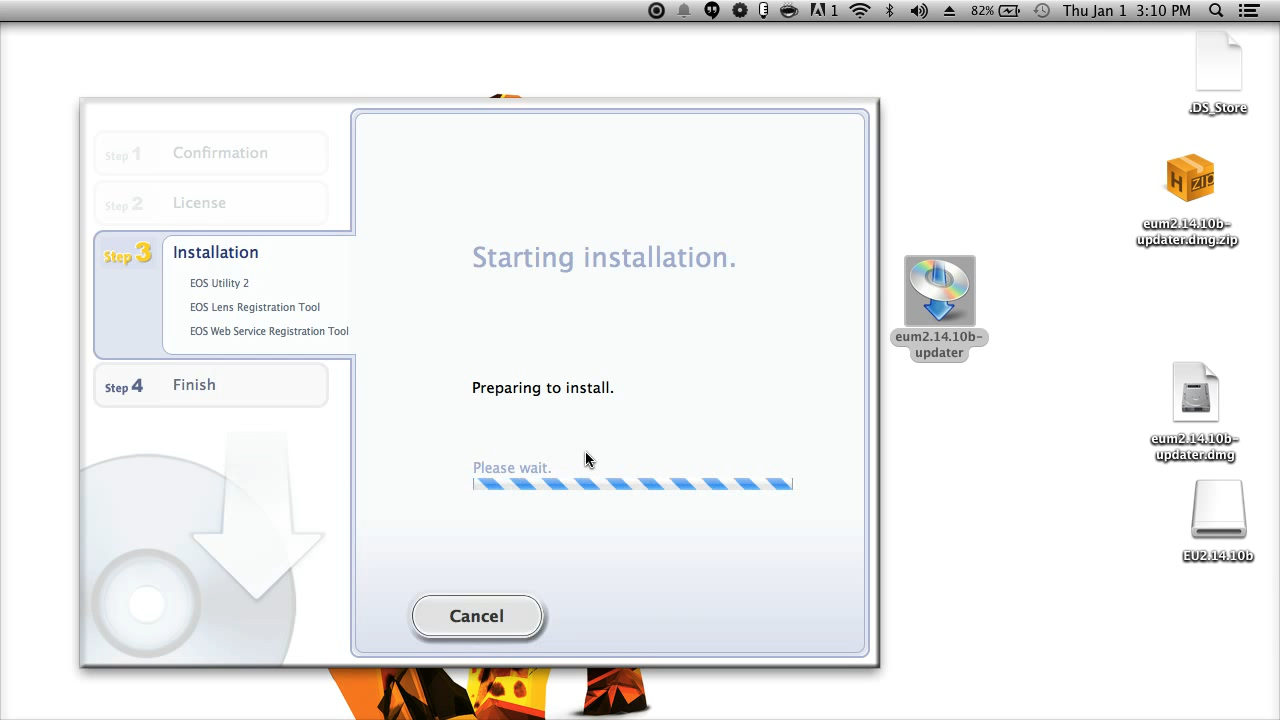 1
82%
Thu Jan 1 3:10 PM
.DS_Store
H zip
eum2.14.10b-
updater.dmg.zip
Step 1 Confirmation
Step 2 License
Step 3 Installation
EOS Utility 2
EOS Lens Registration Tool
EOS Web Service Registration Tool
Step 4 Finish
Starting installation.
Preparing to install.
Please wait.
Cancel
eum2.14.10b-
updater
eum2.14.10b-
updater.dmg
EU2.14.10b